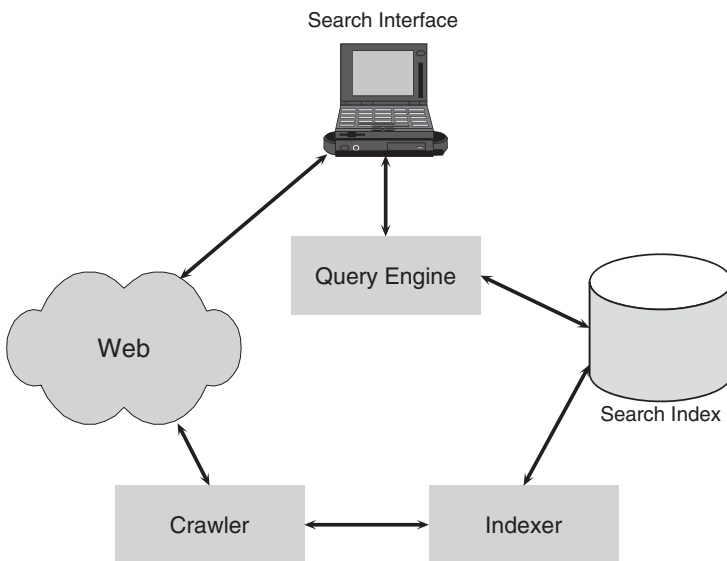 Search Interface
Query Engine
Web
Search Index
Crawler
Indexer